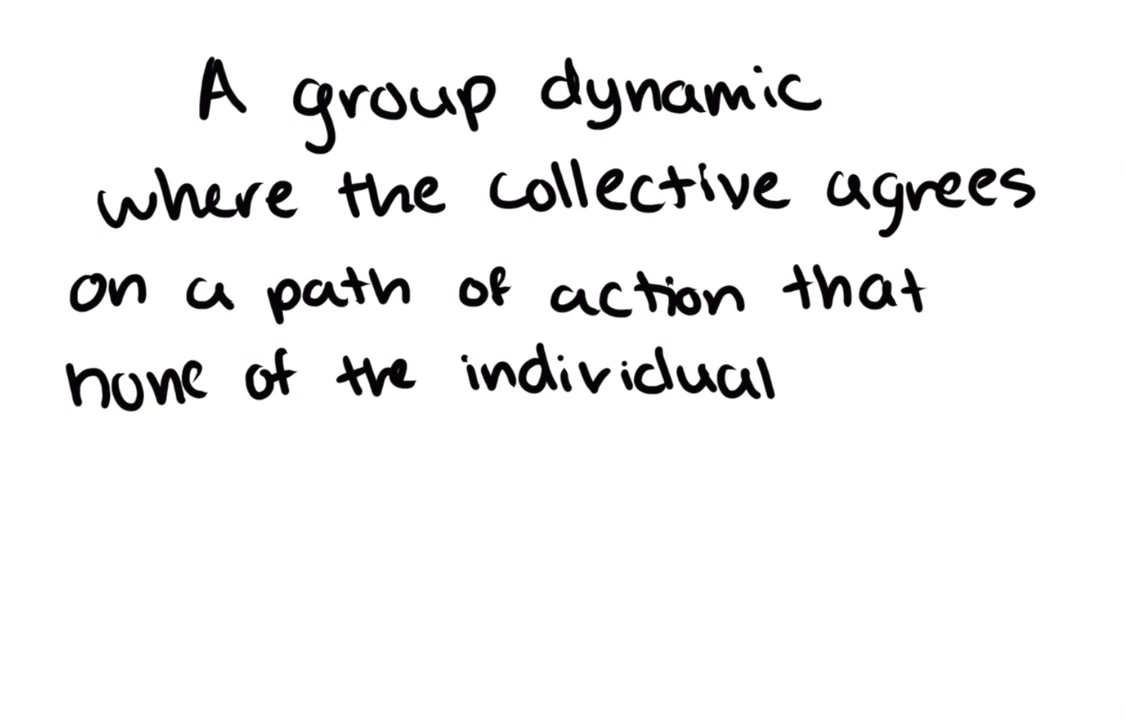 A group dynamic
where the collective agrees
on a path of action that
none of the individual